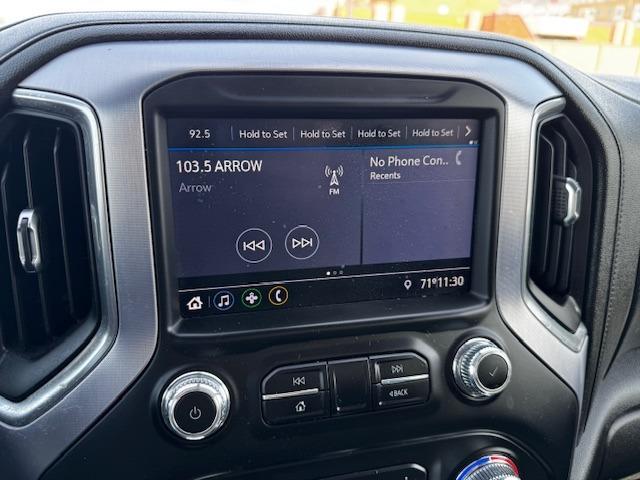 92.5 Hold to Set Hold to Set Hold to Set Hold to Set
103.5 ARROW
Arrow
FM
No Phone Con..
Recents
71° 11:30
BACK